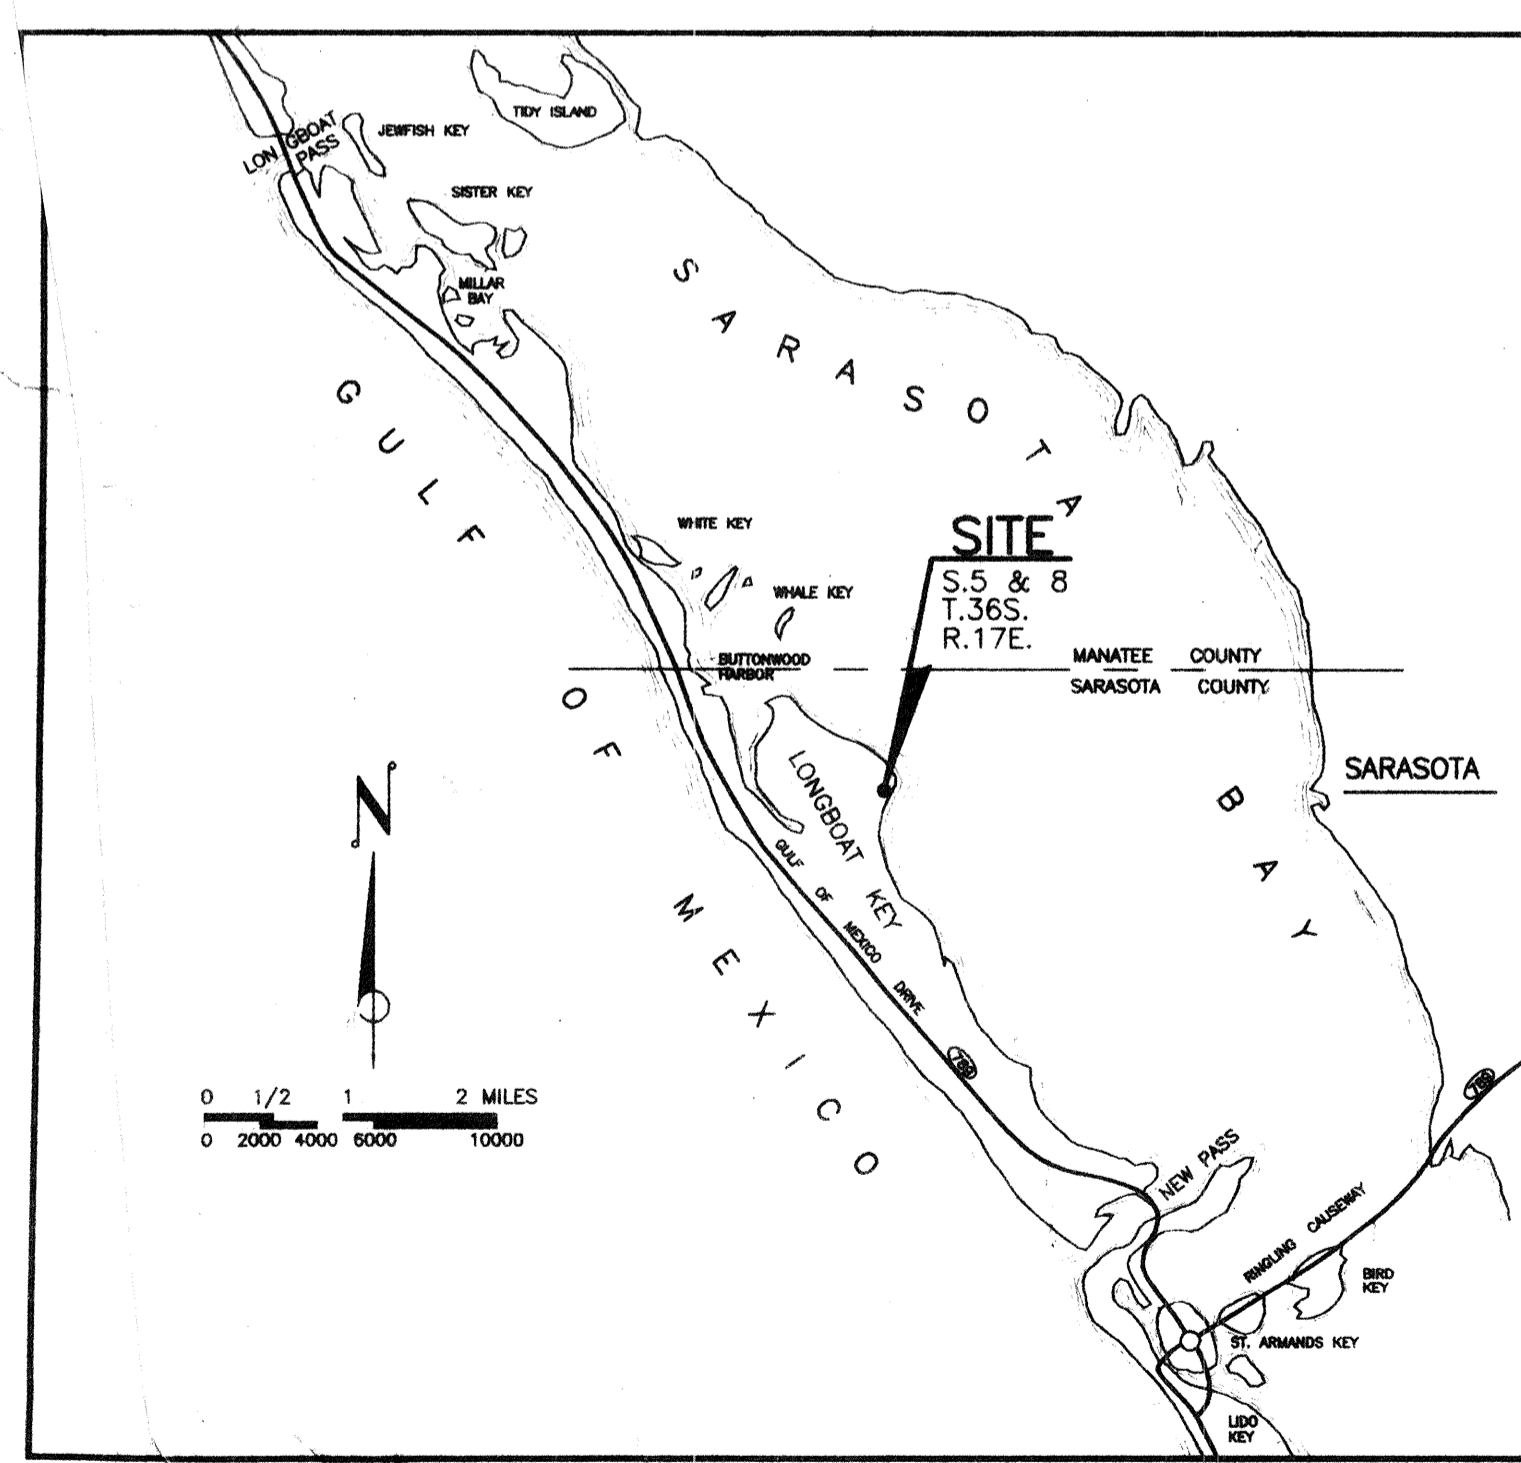 TIDY ISLAND
LONGBOAT
PASS
JEWFISH KEY
SISTER KEY
MILLAR
BAY
SARASOTA
BAY
GULF
OF
MEXICO
WHITE KEY
SITE
S.5 & 8
T.36S.
R.17E.
WHALE KEY
BUTTONWOOD
HARBOR
MANATEE COUNTY
SARASOTA COUNTY
SARASOTA
LONGBOAT KEY
GULF OF MEXICO DRIVE
N
789
789
0 1/2 1 2 MILES
0 2000 4000 6000 10000
NEW PASS
RINGLING CAUSEWAY
BIRD
KEY
ST. ARMANDS KEY
LIDO
KEY